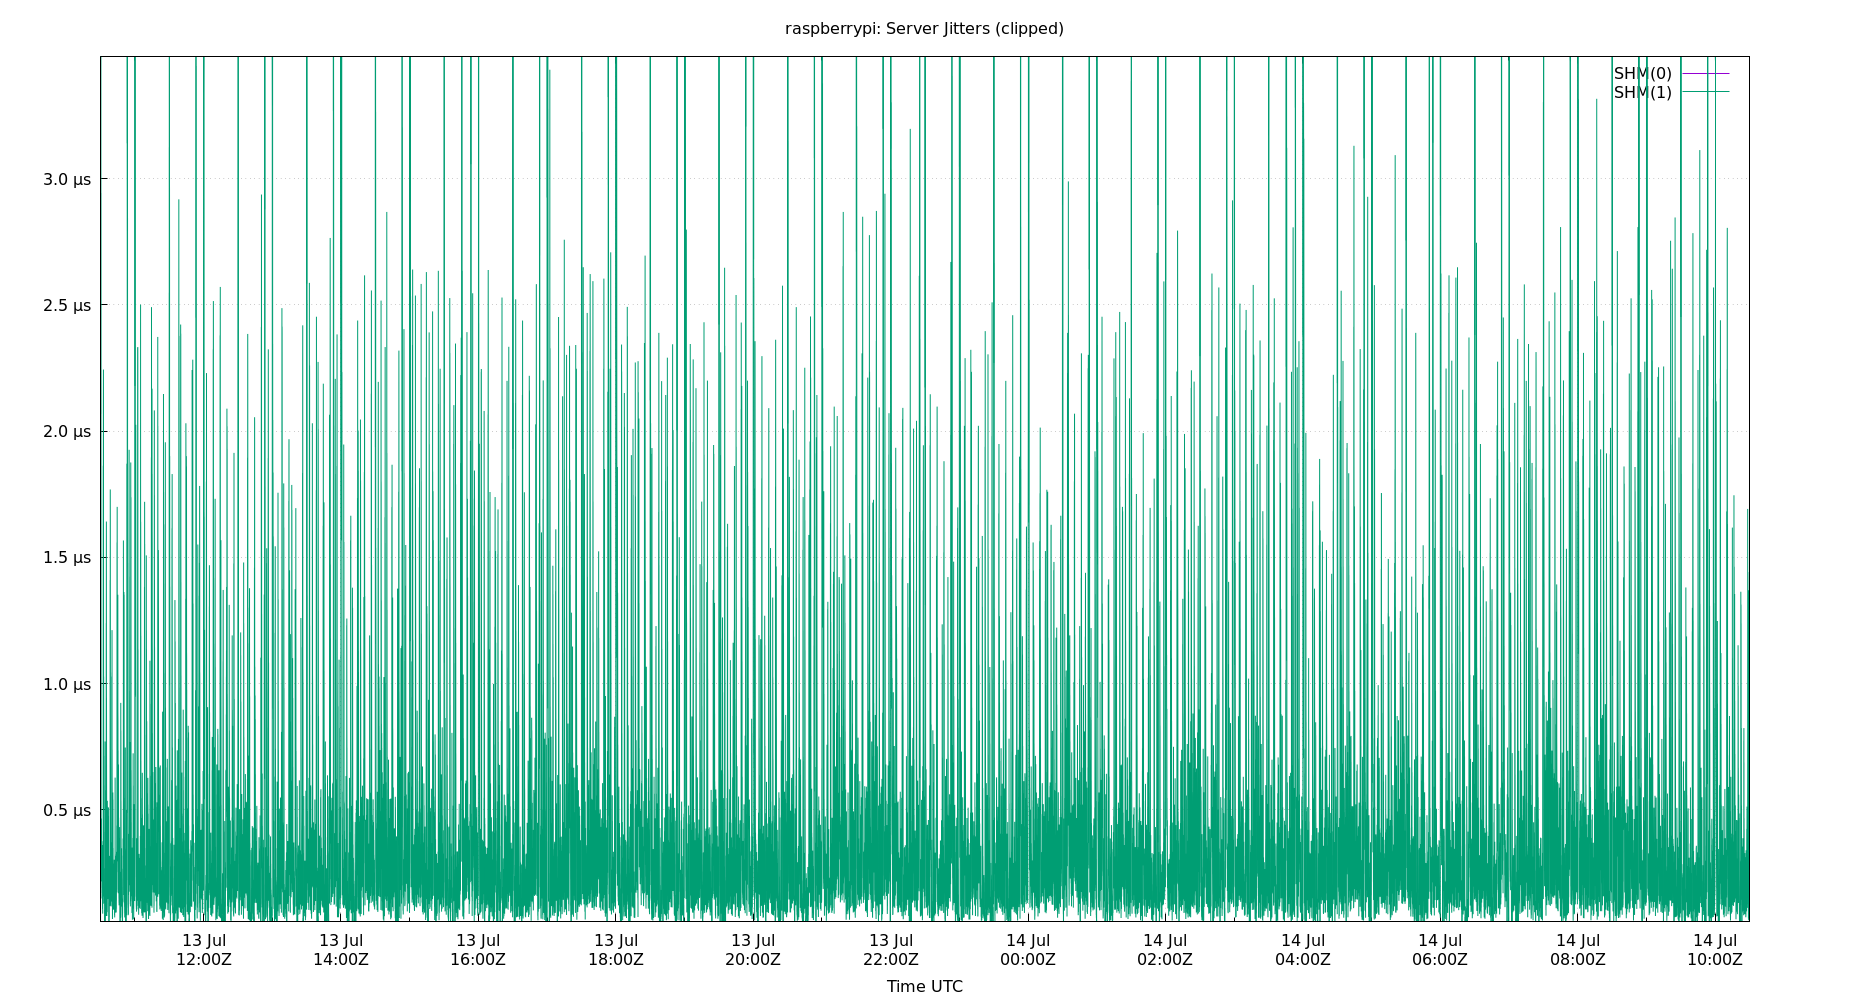 raspberrypi: Server Jitters (clipped)
SHM(0)
SHM(1)
3.0 µs
2.5 µs
2.0 µs
1.5 µs
1.0 µs
0.5 µs
13 Jul 13 Jul 13 Jul 13 Jul 13 Jul 13 Jul 14 Jul 14 Jul 14 Jul 14 Jul 14 Jul 14 Jul
12:00Z 14:00Z 16:00Z 18:00Z 20:00Z 22:00Z 00:00Z 02:00Z 04:00Z 06:00Z 08:00Z 10:00Z
Time UTC